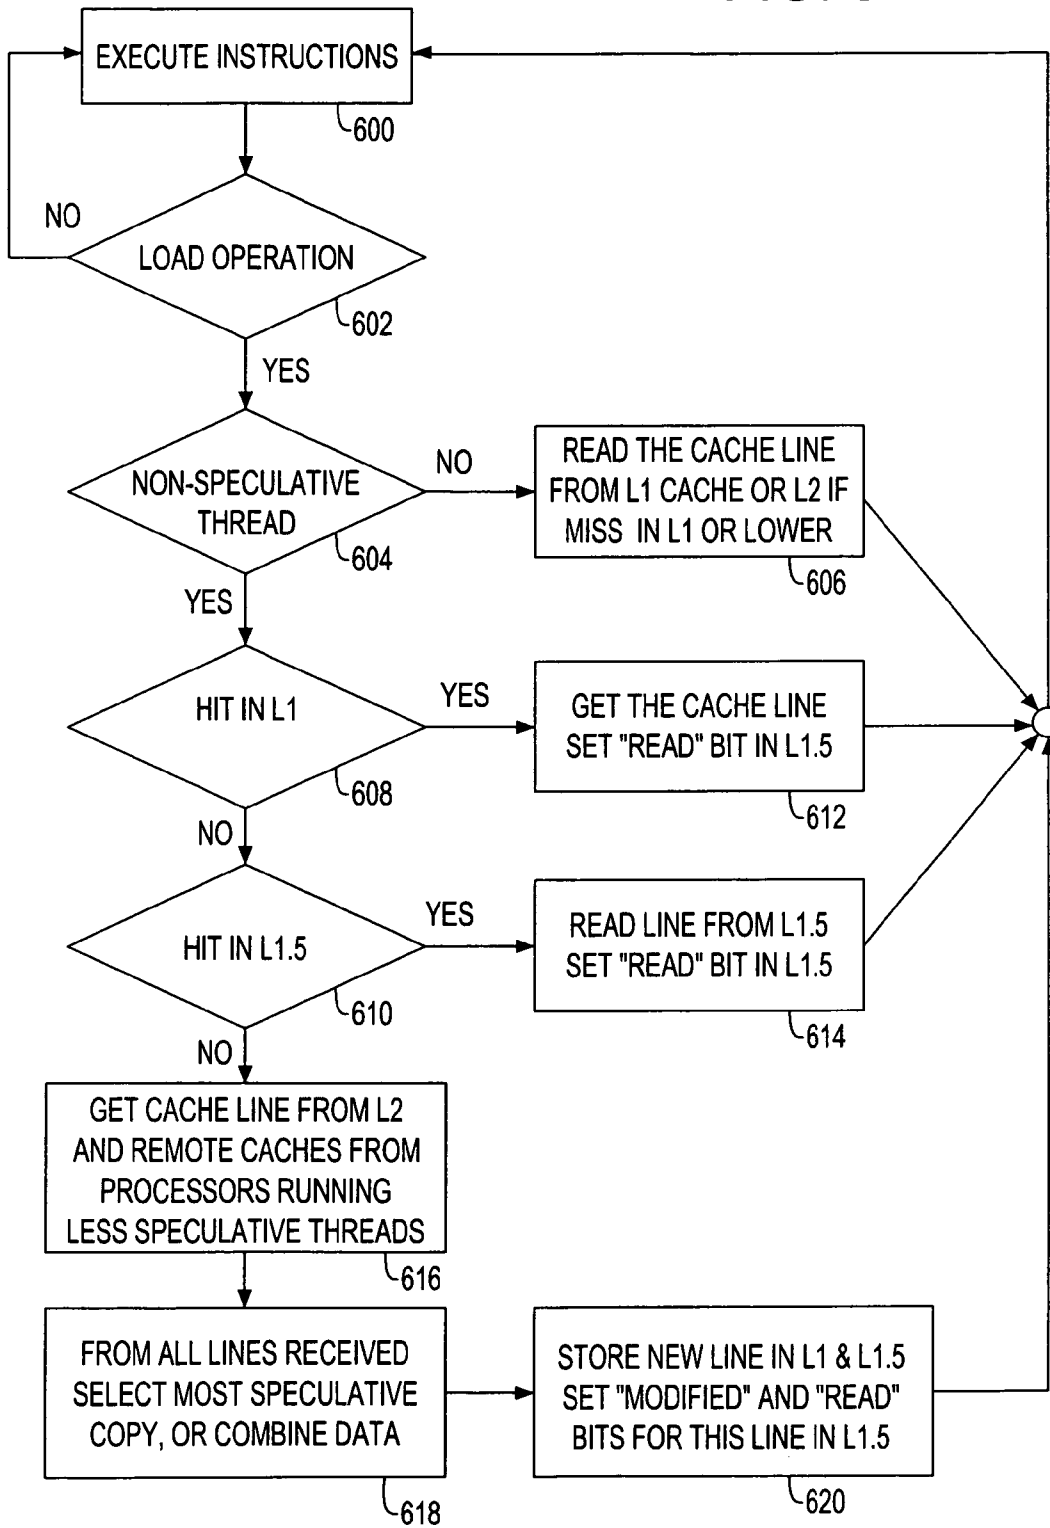 EXECUTE INSTRUCTIONS
600
NO
LOAD OPERATION
602
YES
NON-SPECULATIVE
THREAD
604
NO
READ THE CACHE LINE
FROM L1 CACHE OR L2 IF
MISS IN L1 OR LOWER
606
YES
HIT IN L1
608
YES
GET THE CACHE LINE
SET "READ" BIT IN L1.5
612
NO
HIT IN L1.5
610
YES
READ LINE FROM L1.5
SET "READ" BIT IN L1.5
614
NO
GET CACHE LINE FROM L2
AND REMOTE CACHES FROM
PROCESSORS RUNNING
LESS SPECULATIVE THREADS
616
FROM ALL LINES RECEIVED
SELECT MOST SPECULATIVE
COPY, OR COMBINE DATA
618
STORE NEW LINE IN L1 & L1.5
SET "MODIFIED" AND "READ"
BITS FOR THIS LINE IN L1.5
620